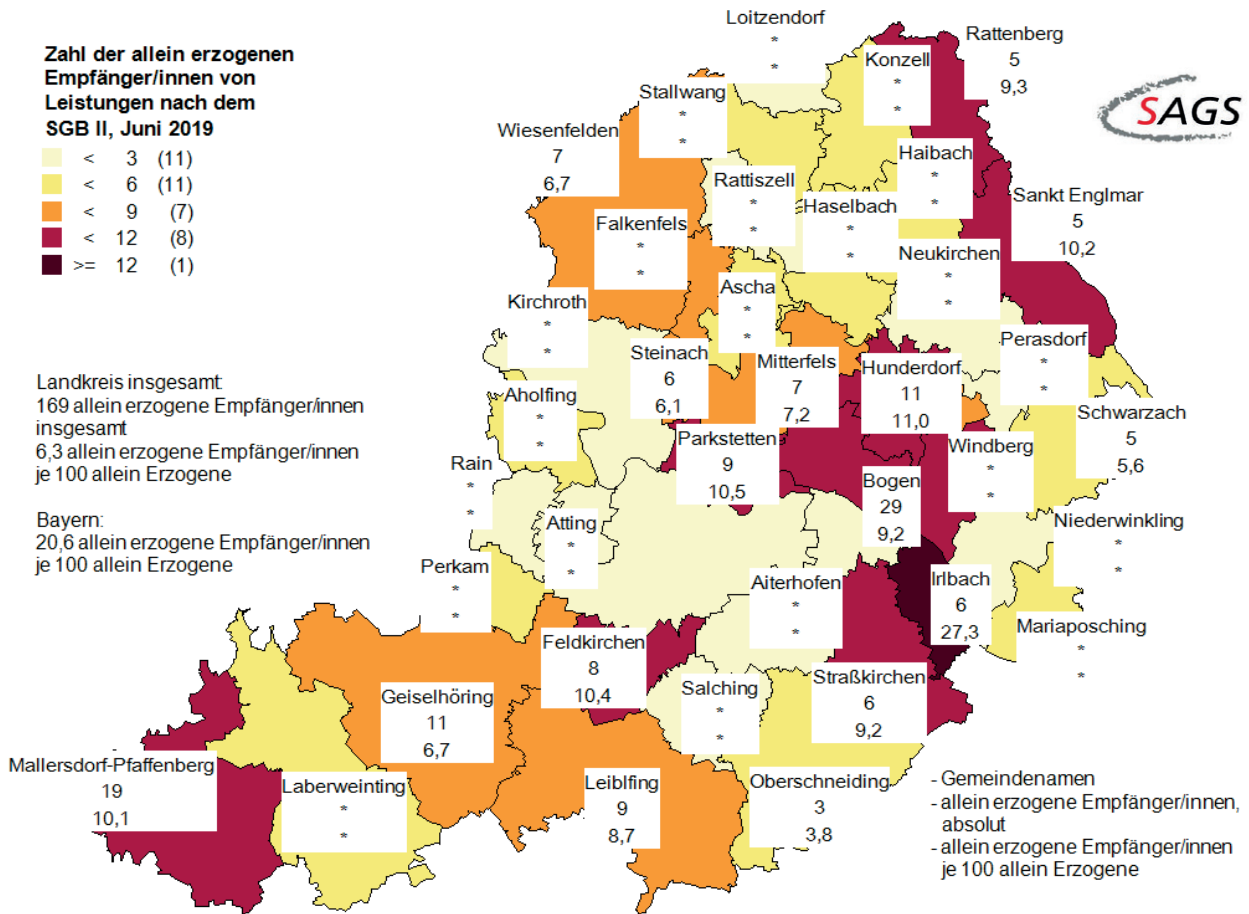 Zahl der allein erzogenen
Empfänger/innen von
Leistungen nach dem
SGB II, Juni 2019
< 3 (11)
< 6 (11)
< 9 (7)
< 12 (8)
>= 12 (1)
SAGS
Loitzendorf
*
*
Konzell
*
*
Rattenberg
5
9,3
Stallwang
*
*
Wiesenfelden
7
6,7
Haibach
*
*
Rattiszell
*
*
Haselbach
*
*
Sankt Englmar
5
10,2
Falkenfels
*
*
Neukirchen
*
*
Ascha
*
*
Kirchroth
*
*
Steinach
6
6,1
Mitterfels
7
7,2
Hunderdorf
11
11,0
Perasdorf
*
*
Landkreis insgesamt:
169 allein erzogene Empfänger/innen
insgesamt
6,3 allein erzogene Empfänger/innen
je 100 allein Erzogene
Aholfing
*
*
Schwarzach
5
5,6
Parkstetten
9
10,5
Windberg
*
*
Rain
*
*
Bogen
29
9,2
Bayern:
20,6 allein erzogene Empfänger/innen
je 100 allein Erzogene
Atting
*
*
Niederwinkling
*
*
Perkam
*
*
Aiterhofen
*
*
Irlbach
6
27,3
Mariaposching
*
*
Feldkirchen
8
10,4
Geiselhöring
11
6,7
Salching
*
*
Straßkirchen
6
9,2
Mallersdorf-Pfaffenberg
19
10,1
Laberweinting
*
*
Leiblfing
9
8,7
Oberschneiding
3
3,8
- Gemeindenamen
- allein erzogene Empfänger/innen,
absolut
- allein erzogene Empfänger/innen
je 100 allein Erzogene